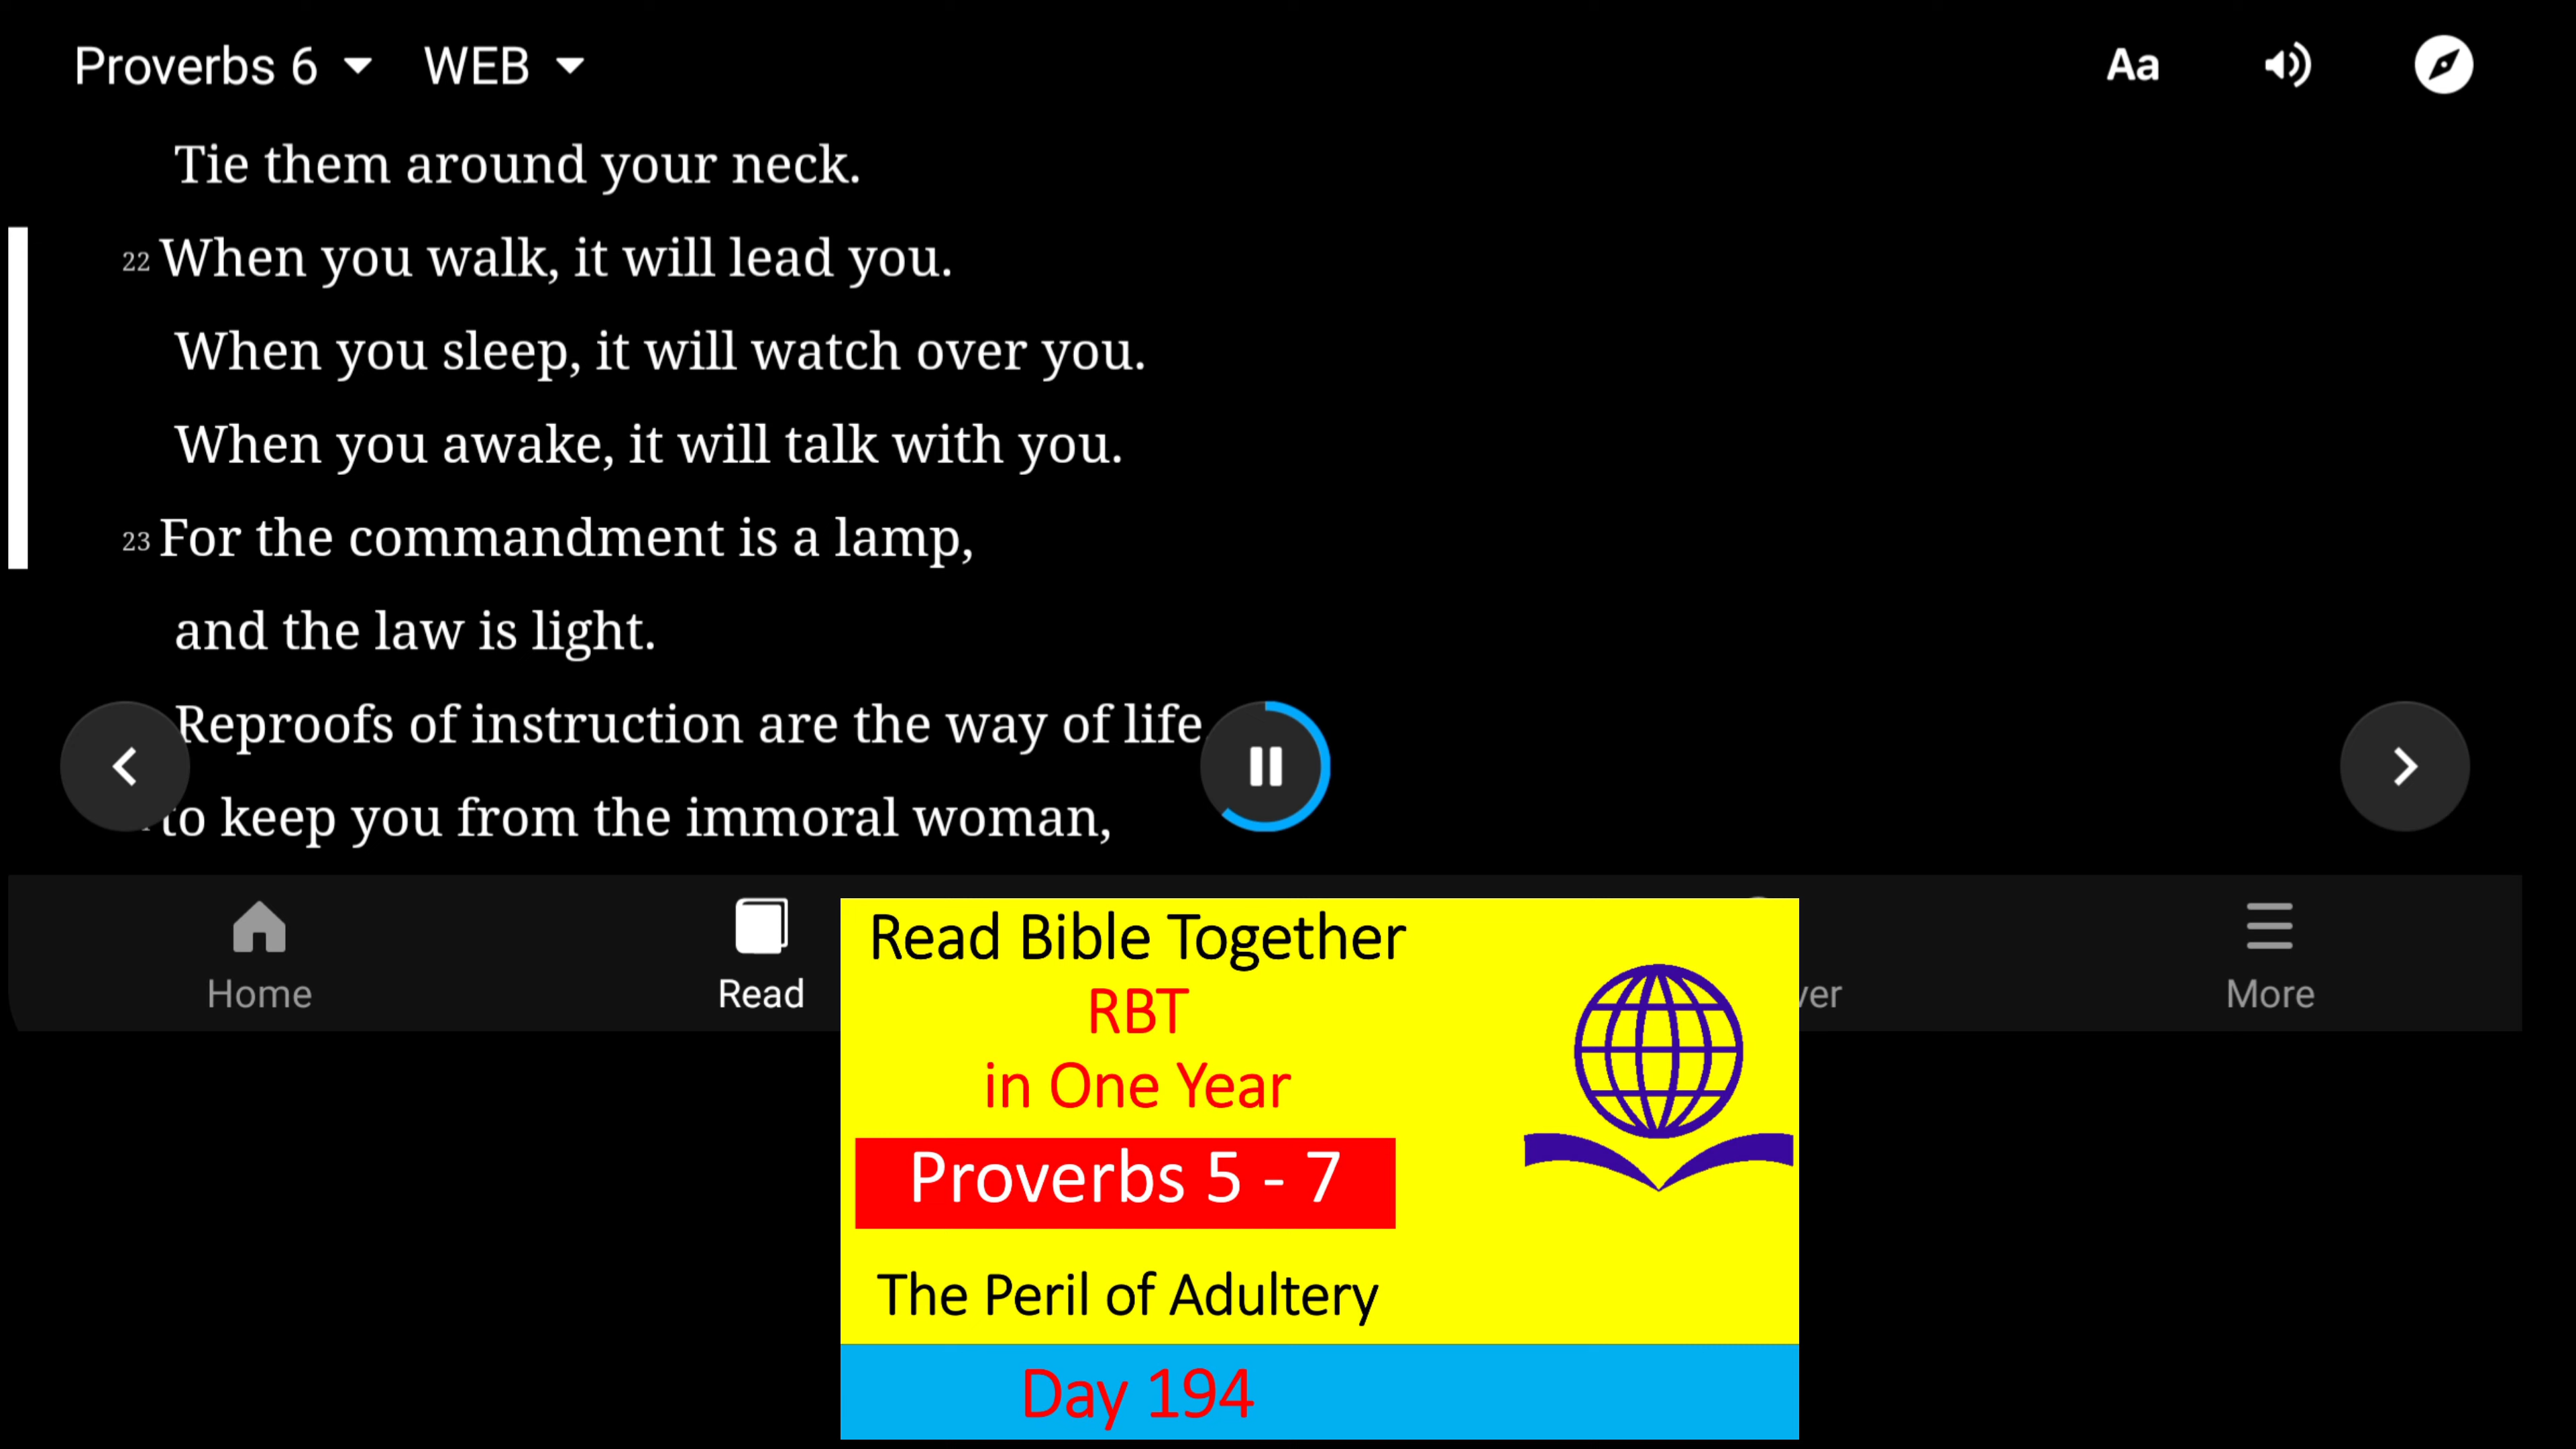 Proverbs 6 WEB Aa
Tie them around your neck.
22 When you walk, it will lead you.
When you sleep, it will watch over you.
When you awake, it will talk with you.
23 For the commandment is a lamp,
and the law is light.
Reproofs of instruction are the way of life
to keep you from the immoral woman,
Home
Read
ver
More
Read Bible Together
RBT
in One Year
Proverbs 5 - 7
The Peril of Adultery
Day 194